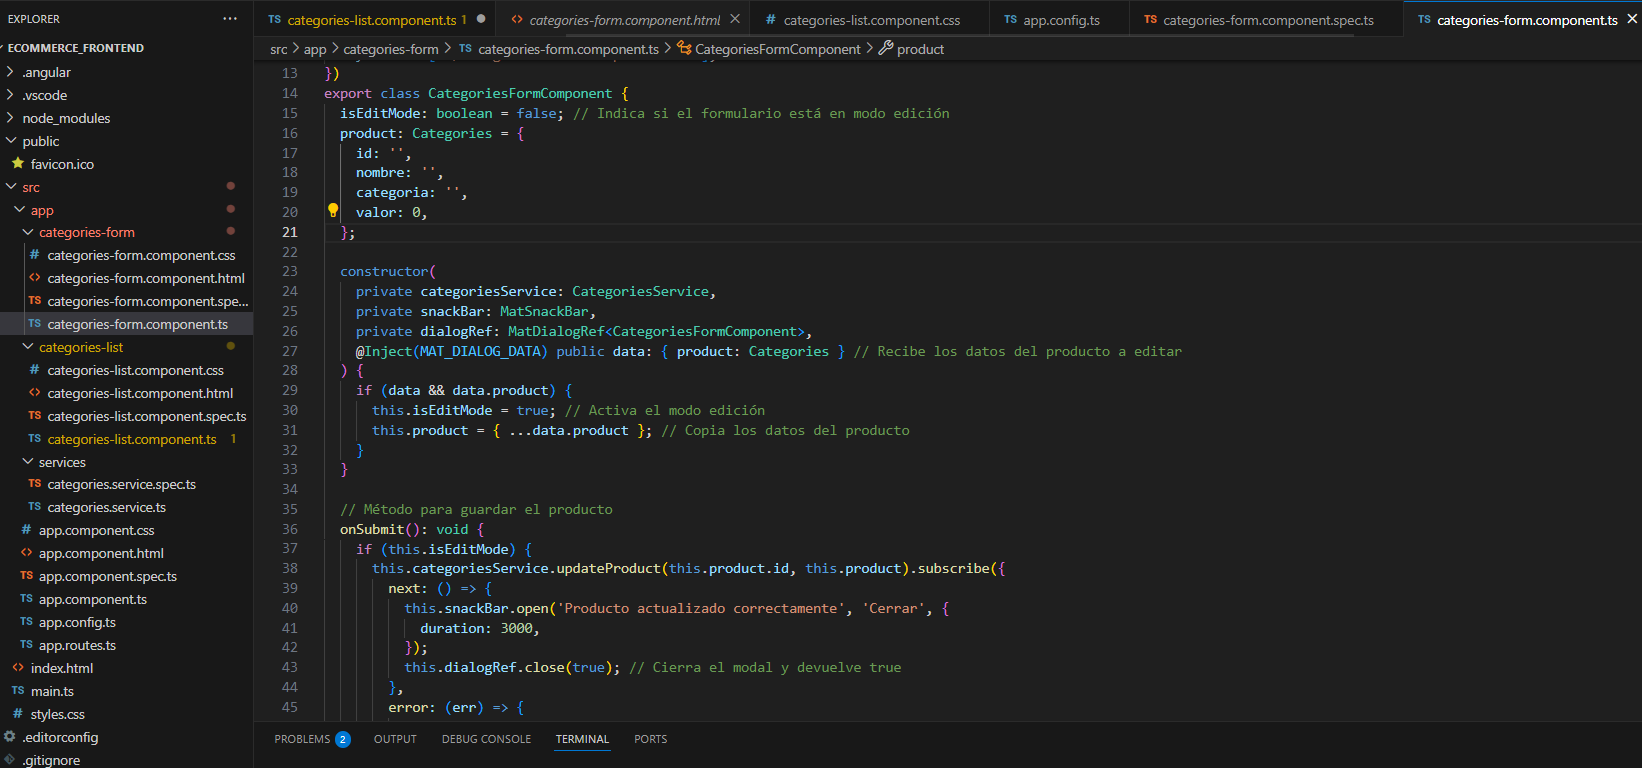 EXPLORER
ECOMMERCE_FRONTEND
.angular
.vscode
node_modules
public
favicon.ico
src
app
categories-form
categories-form.component.css
categories-form.component.html
categories-form.component.spe...
categories-form.component.ts
categories-list
categories-list.component.css
categories-list.component.html
categories-list.component.spec.ts
categories-list.component.ts 1
services
categories.service.spec.ts
categories.service.ts
app.component.css
app.component.html
app.component.spec.ts
app.component.ts
app.config.ts
app.routes.ts
index.html
main.ts
styles.css
.editorconfig
.gitignore
TS categories-list.component.ts 1
categories-form.component.html
# categories-list.component.css
TS app.config.ts
TS categories-form.component.spec.ts
TS categories-form.component.ts
src > app > categories-form > TS categories-form.component.ts > CategoriesFormComponent > product
13 })
14 export class CategoriesFormComponent {
15 isEditMode: boolean = false; // Indica si el formulario está en modo edición
16 product: Categories = {
17 id: '',
18 nombre: '',
19 categoria: '',
20 valor: 0,
21 };
22
23 constructor(
24 private categoriesService: CategoriesService,
25 private snackBar: MatSnackBar,
26 private dialogRef: MatDialogRef<CategoriesFormComponent>,
27 @Inject(MAT_DIALOG_DATA) public data: { product: Categories } // Recibe los datos del producto a editar
28 ) {
29 if (data && data.product) {
30 this.isEditMode = true; // Activa el modo edición
31 this.product = { ...data.product }; // Copia los datos del producto
32 }
33 }
34
35 // Método para guardar el producto
36 onSubmit(): void {
37 if (this.isEditMode) {
38 this.categoriesService.updateProduct(this.product.id, this.product).subscribe({
39 next: () => {
40 this.snackBar.open('Producto actualizado correctamente', 'Cerrar', {
41 duration: 3000,
42 });
43 this.dialogRef.close(true); // Cierra el modal y devuelve true
44 },
45 error: (err) => {
PROBLEMS 2 OUTPUT DEBUG CONSOLE TERMINAL PORTS